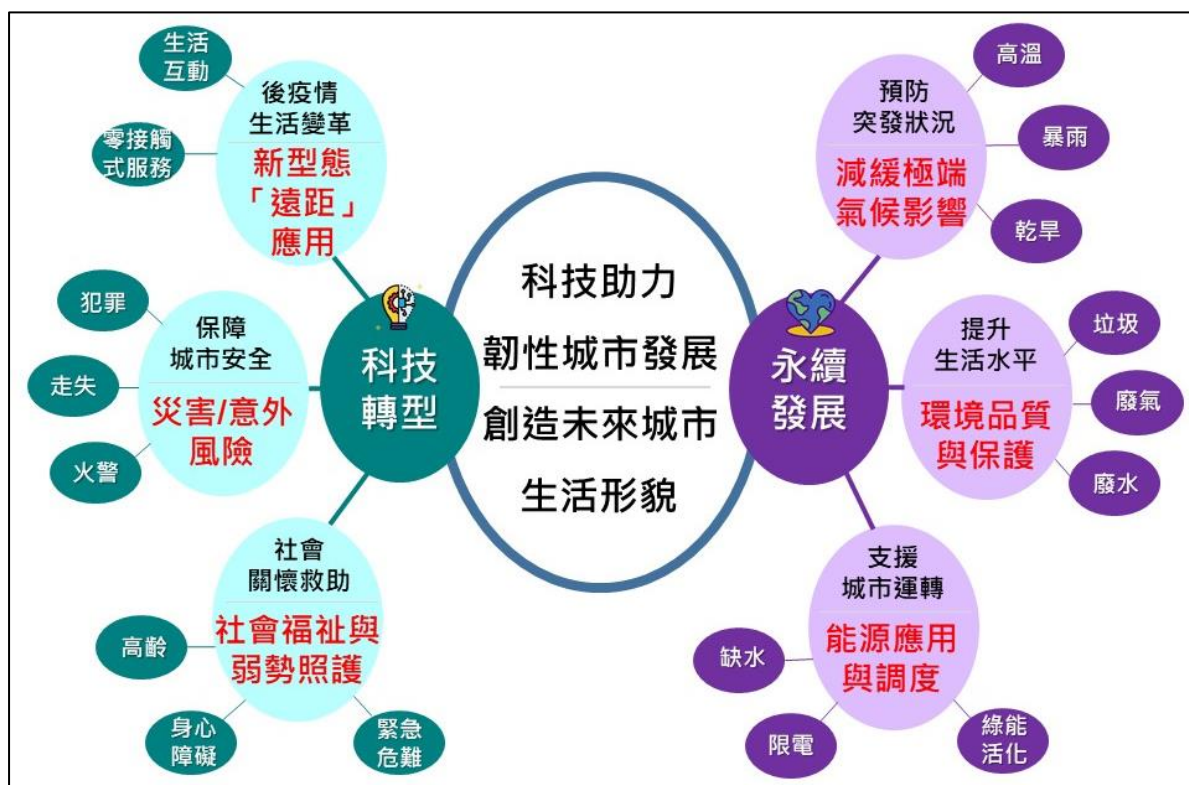 生活
互動
零接觸
式服務
後疫情
生活變革
新型態
「遠距」
應用
犯罪
走失
火警
保障
城市安全
災害/意外
風險
高齡
身心
障礙
緊急
危難
社會
關懷救助
社會福祉與
弱勢照護
科技
轉型
科技助力
韌性城市發展
創造未來城市
生活形貌
永續
發展
預防
突發狀況
減緩極端
氣候影響
高溫
暴雨
乾旱
提升
生活水平
環境品質
與保護
垃圾
廢氣
廢水
支援
城市運轉
能源應用
與調度
缺水
限電
綠能
活化